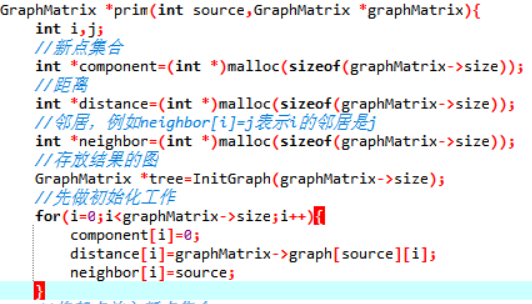 GraphMatrix *prim(int source,GraphMatrix *graphMatrix){
int i,j;
//新点集合
int *component=(int *)malloc(sizeof(graphMatrix->size));
//距离
int *distance=(int *)malloc(sizeof(graphMatrix->size));
//邻居，例如neighbor[i]=j表示i的邻居是j
int *neighbor=(int *)malloc(sizeof(graphMatrix->size));
//存放结果的图
GraphMatrix *tree=InitGraph(graphMatrix->size);
//先做初始化工作
for(i=0;i<graphMatrix->size;i++){
component[i]=0;
distance[i]=graphMatrix->graph[source][i];
neighbor[i]=source;
}